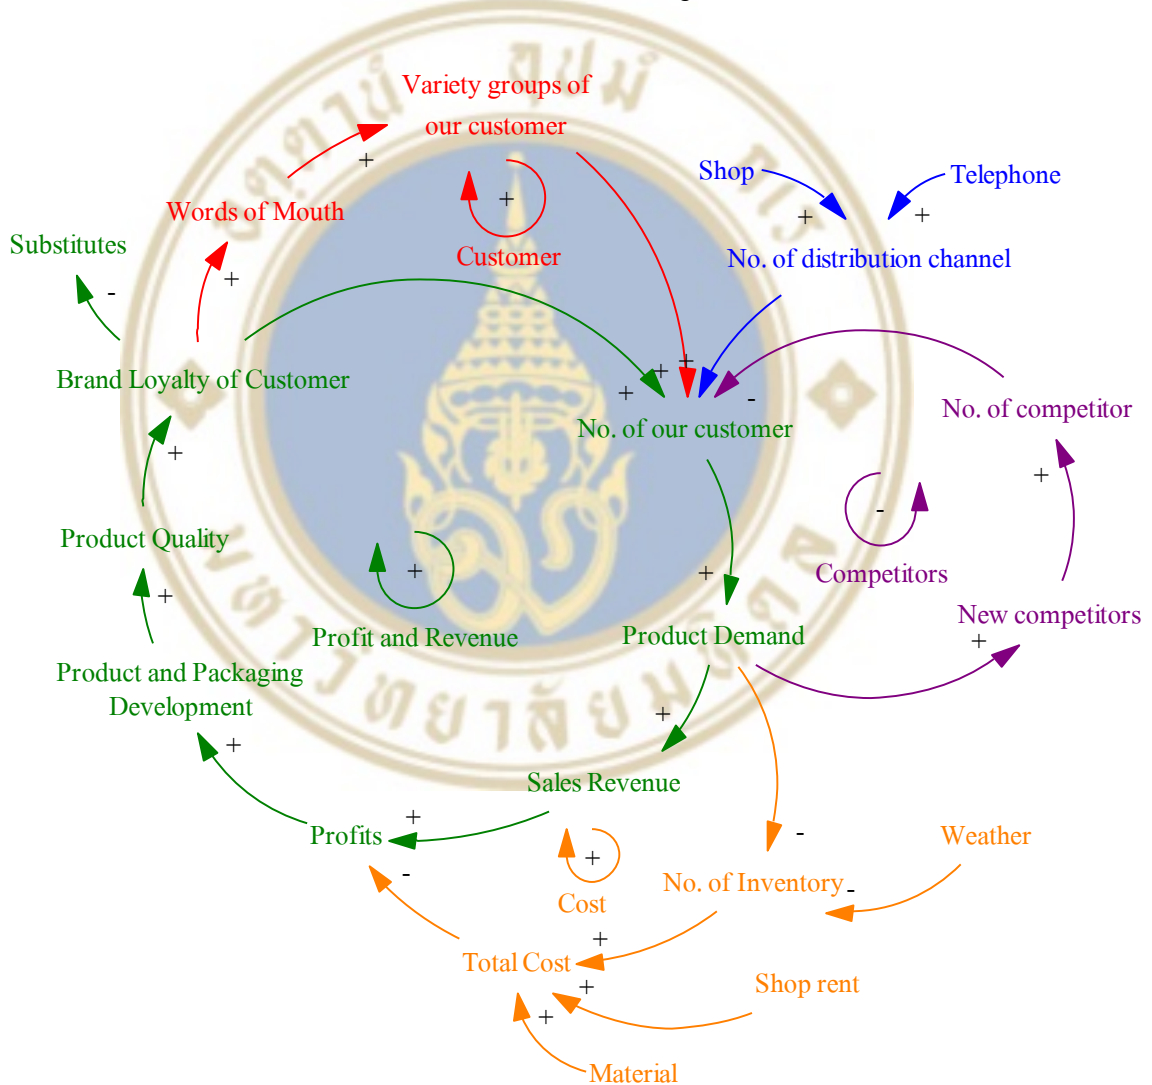 Variety groups of
our customer
+
Shop
Telephone
+
+
+
Words of Mouth
Substitutes
Customer
No. of distribution channel
+
-
+
+
+
-
Brand Loyalty of Customer
No. of competitor
No. of our customer
+
+
-
Product Quality
+
+
Competitors
+
New competitors
Profit and Revenue
Product Demand
+
Product and Packaging
Development
+
+
Sales Revenue
+
Profits
-
Weather
+
-
No. of Inventory
-
Cost
+
Total Cost
+
Shop rent
+
Material